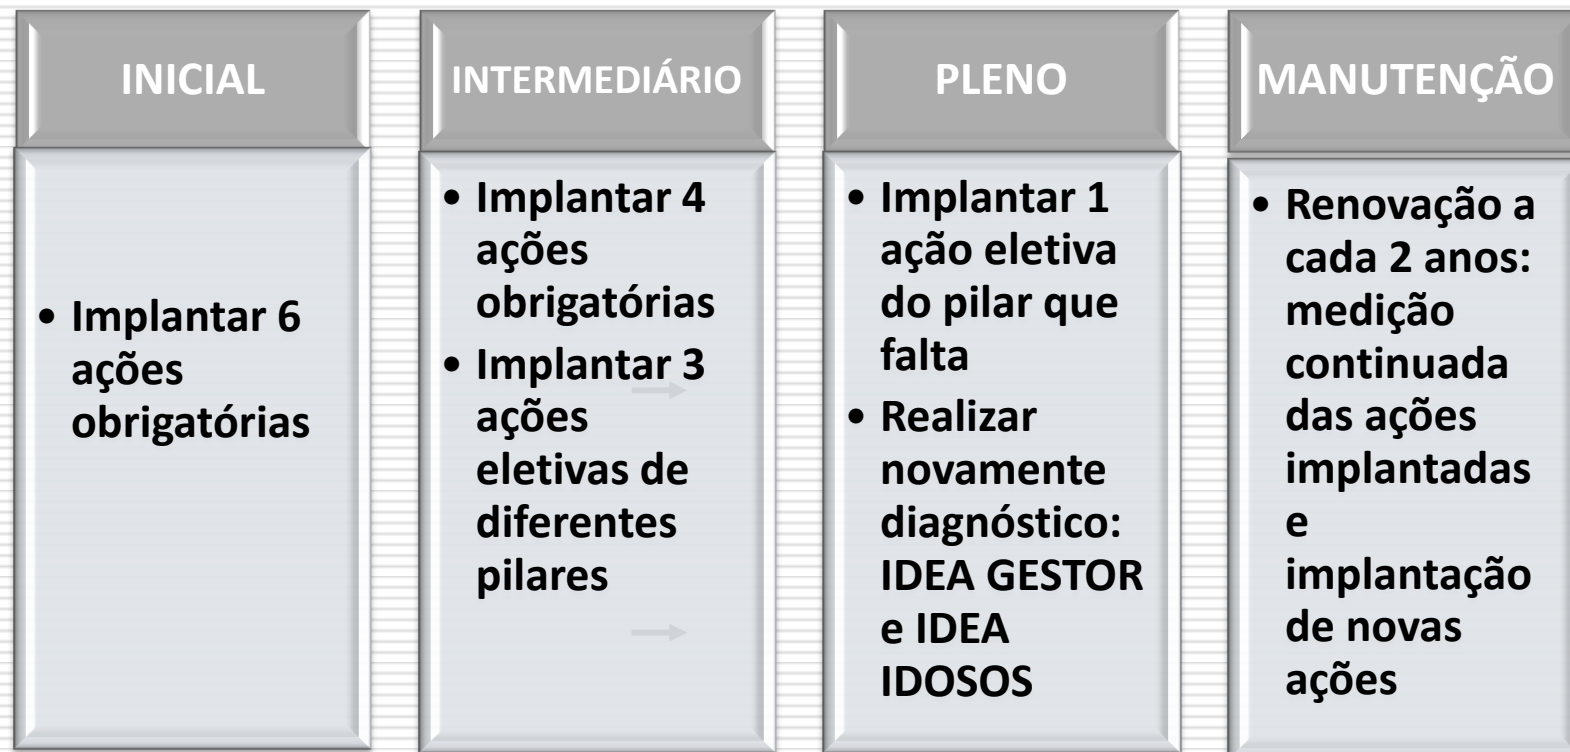 INICIAL
• Implantar 6
ações
obrigatórias
INTERMEDIÁRIO
• Implantar 4
ações
obrigatórias
• Implantar 3
ações
eletivas de
diferentes
pilares
PLENO
• Implantar 1
ação eletiva
do pilar que
falta
• Realizar
novamente
diagnóstico:
IDEA GESTOR
e IDEA
IDOSOS
MANUTENÇÃO
• Renovação a
cada 2 anos:
medição
continuada
das ações
implantadas
e
implantação
de novas
ações